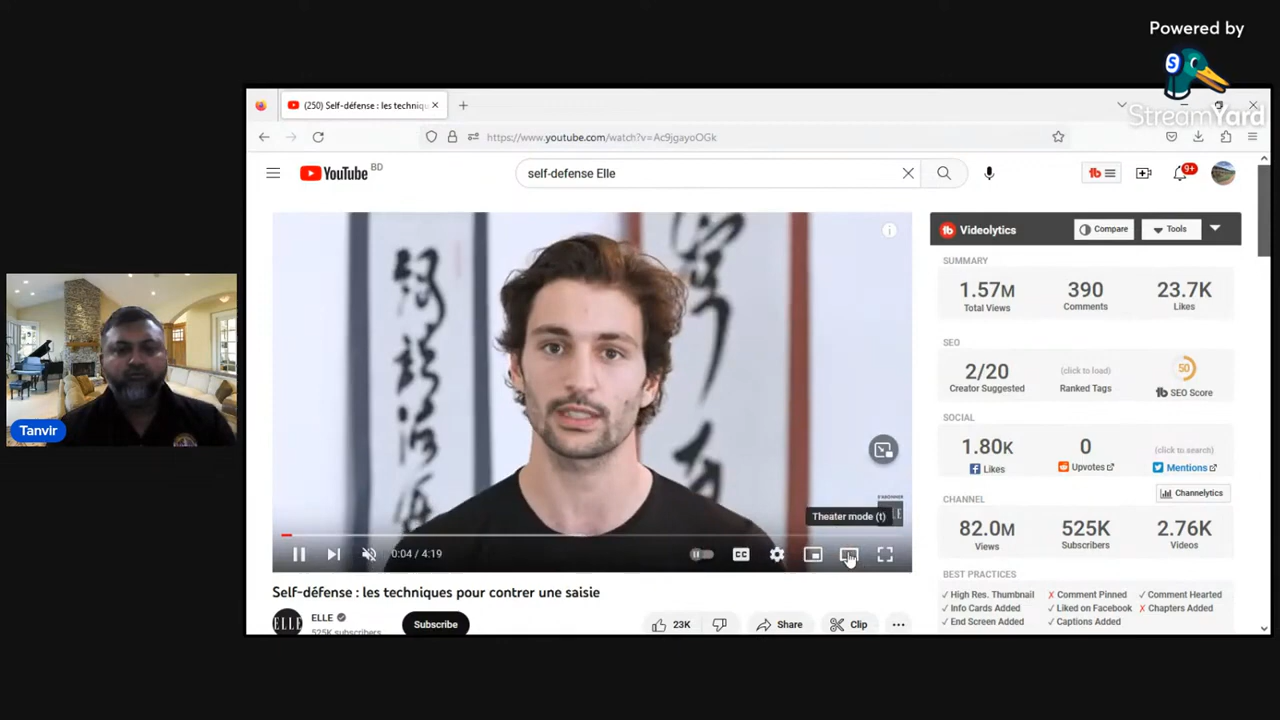 Powered by
StreamYard
(250) Self-défense : les techniqu
https://www.youtube.com/watch?v=Ac9jgayoOGk
YouTube BD
self-defense Elle
9+
Videolytics
Compare
Tools
SUMMARY
1.57M
390
23.7K
Total Views
Comments
Likes
SEO
2/20
(click to load)
50
Creator Suggested
Ranked Tags
SEO Score
SOCIAL
1.80K
0
(click to search)
Likes
Upvotes
Mentions
Channelytics
CHANNEL
82.0M
525K
2.76K
Views
Subscribers
Videos
BEST PRACTICES
✓ High Res. Thumbnail
✗ Comment Pinned
✓ Comment Hearted
✓ Info Cards Added
✓ Liked on Facebook
✗ Chapters Added
✓ End Screen Added
✓ Captions Added
Tanvir
Theater mode (t)
0:04 / 4:19
CC
Self-défense : les techniques pour contrer une saisie
ELLE
ELLE
525K subscribers
Subscribe
23K
Share
Clip